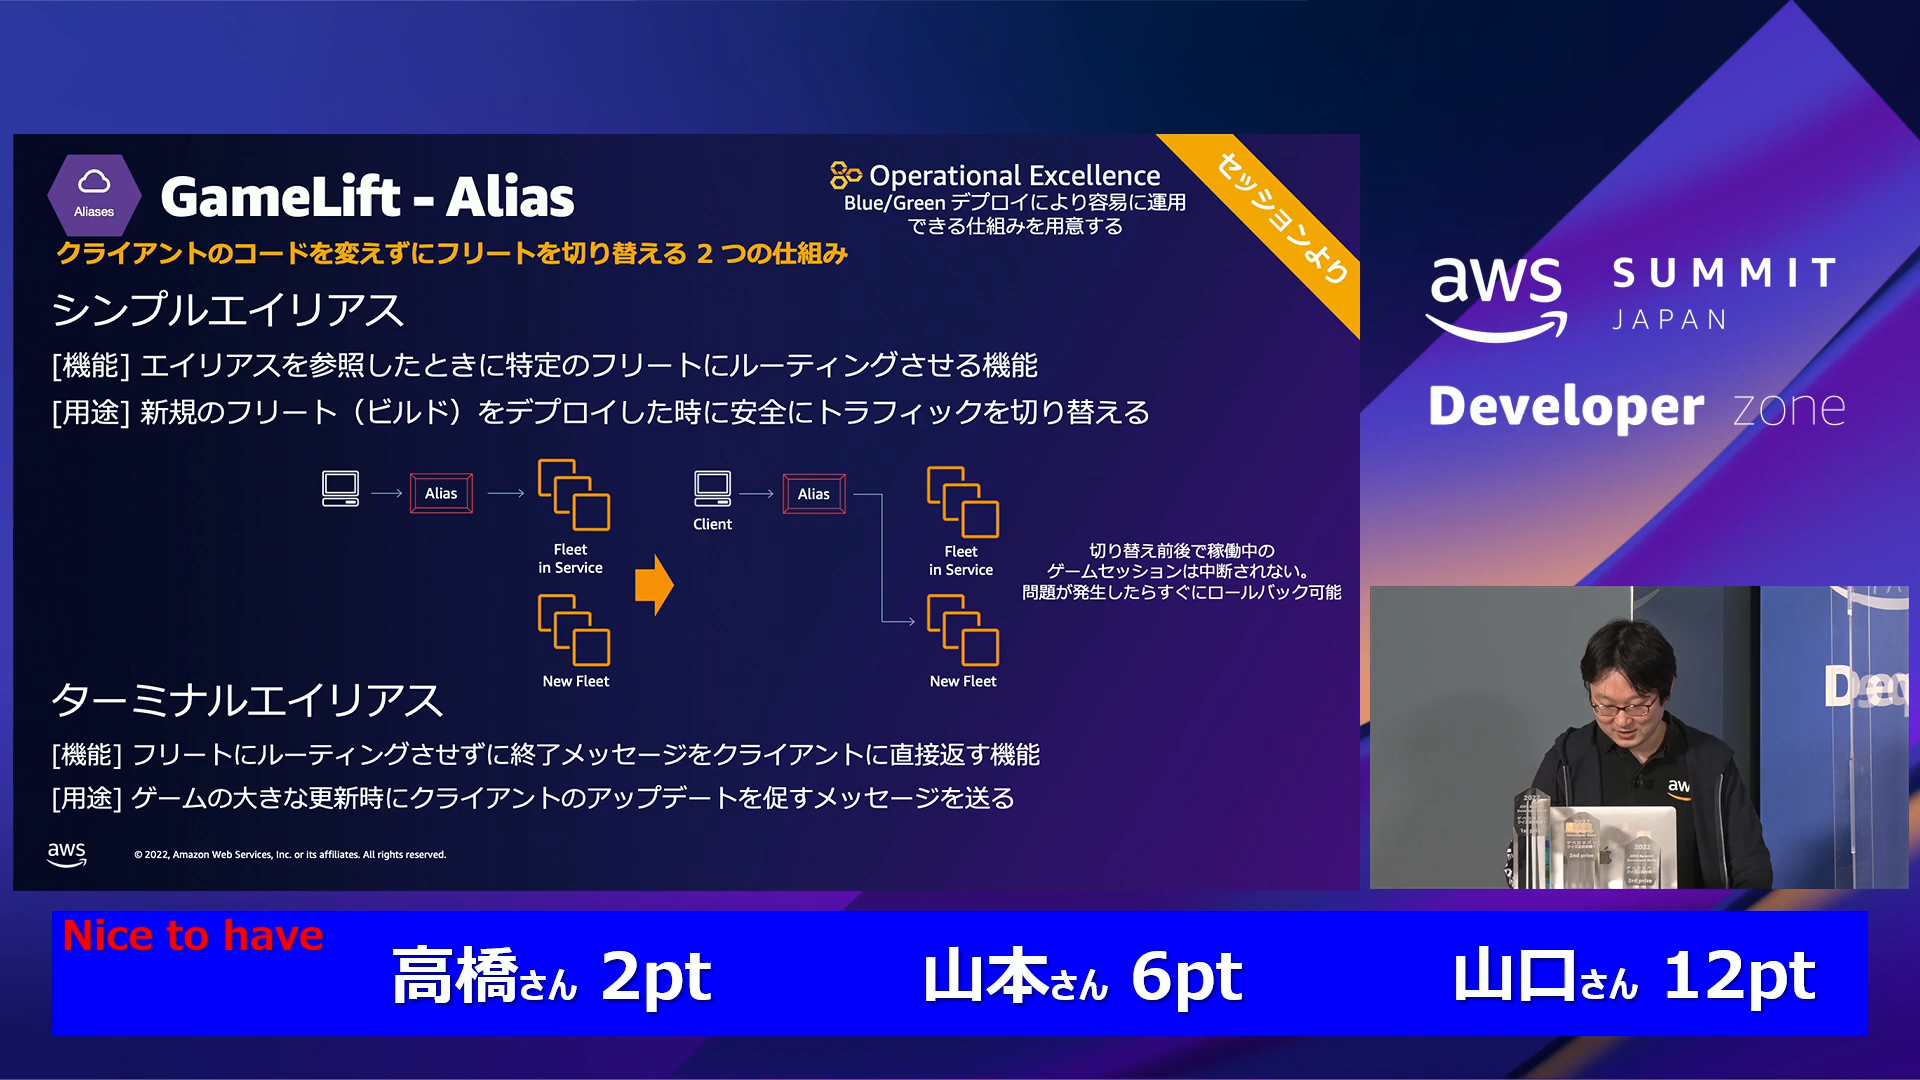 Aliases
GameLift - Alias
Operational Excellence
Blue/Green デプロイにより容易に運用
できる仕組みを用意する
セッションより
クライアントのコードを変えずにフリートを切り替える 2 つの仕組み
シンプルエイリアス
[機能] エイリアスを参照したときに特定のフリートにルーティングさせる機能
[用途] 新規のフリート（ビルド）をデプロイした時に安全にトラフィックを切り替える
Alias
Fleet
in Service
New Fleet
Client
Alias
Fleet
in Service
New Fleet
切り替え前後で稼働中の
ゲームセッションは中断されない。
問題が発生したらすぐにロールバック可能
ターミナルエイリアス
[機能] フリートにルーティングさせずに終了メッセージをクライアントに直接返す機能
[用途] ゲームの大きな更新時にクライアントのアップデートを促すメッセージを送る
aws
© 2022, Amazon Web Services, Inc. or its affiliates. All rights reserved.
aws SUMMIT
JAPAN
Developer zone
aw
2022
1st prize
2022
2nd prize
2022
3rd prize
Nice to have
高橋さん 2pt
山本さん 6pt
山口さん 12pt